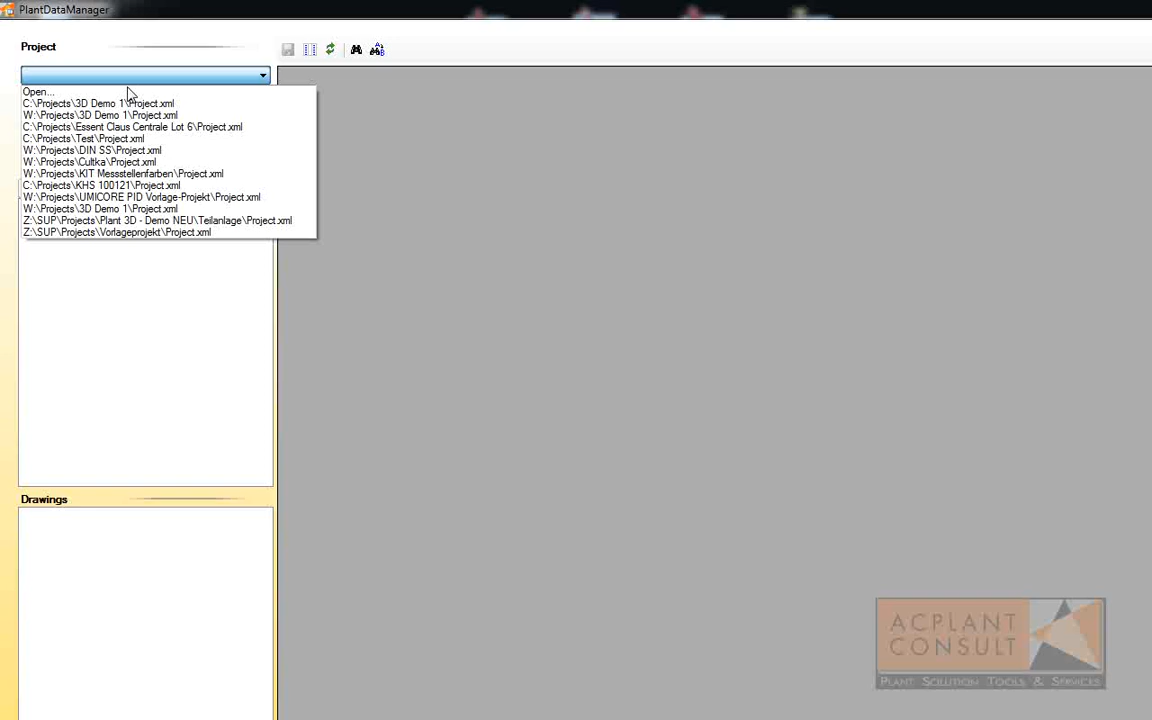 PlantDataManager
Project
Open...
C:\Projects\3D Demo 1\Project.xml
W:\Projects\3D Demo 1\Project.xml
C:\Projects\Essent Claus Centrale Lot 6\Project.xml
C:\Projects\Test\Project.xml
W:\Projects\DIN SS\Project.xml
W:\Projects\Cultka\Project.xml
W:\Projects\KIT Messstellenfarben\Project.xml
C:\Projects\KHS 100121\Project.xml
W:\Projects\UMICORE PID Vorlage-Projekt\Project.xml
W:\Projects\3D Demo 1\Project.xml
Z:\SUP\Projects\Plant 3D - Demo NEU\Teilanlage\Project.xml
Z:\SUP\Projects\Vorlageprojekt\Project.xml
Drawings
ACPLANT
CONSULT
PLANT SOLUTION TOOLS & SERVICES